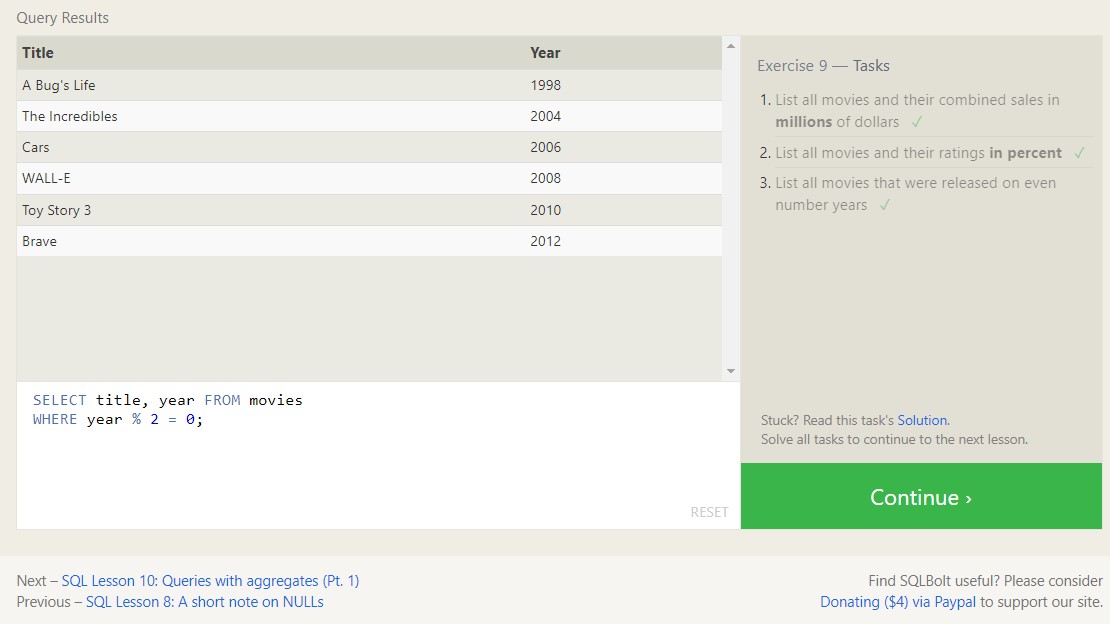 Query Results
Title Year
A Bug's Life 1998
The Incredibles 2004
Cars 2006
WALL-E 2008
Toy Story 3 2010
Brave 2012
SELECT title, year FROM movies
WHERE year % 2 = 0;
RESET
Exercise 9 — Tasks
1. List all movies and their combined sales in
millions of dollars ✓
2. List all movies and their ratings in percent ✓
3. List all movies that were released on even
number years ✓
Stuck? Read this task's Solution.
Solve all tasks to continue to the next lesson.
Continue ›
Next – SQL Lesson 10: Queries with aggregates (Pt. 1)
Previous – SQL Lesson 8: A short note on NULLs
Find SQLBolt useful? Please consider
Donating ($4) via Paypal to support our site.